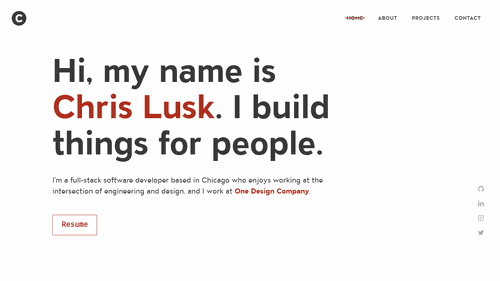 C
HOME ABOUT PROJECTS CONTACT
Hi, my name is
Chris Lusk. I build
things for people.
I'm a full-stack software developer based in Chicago who enjoys working at the
intersection of engineering and design, and I work at One Design Company.
Resume